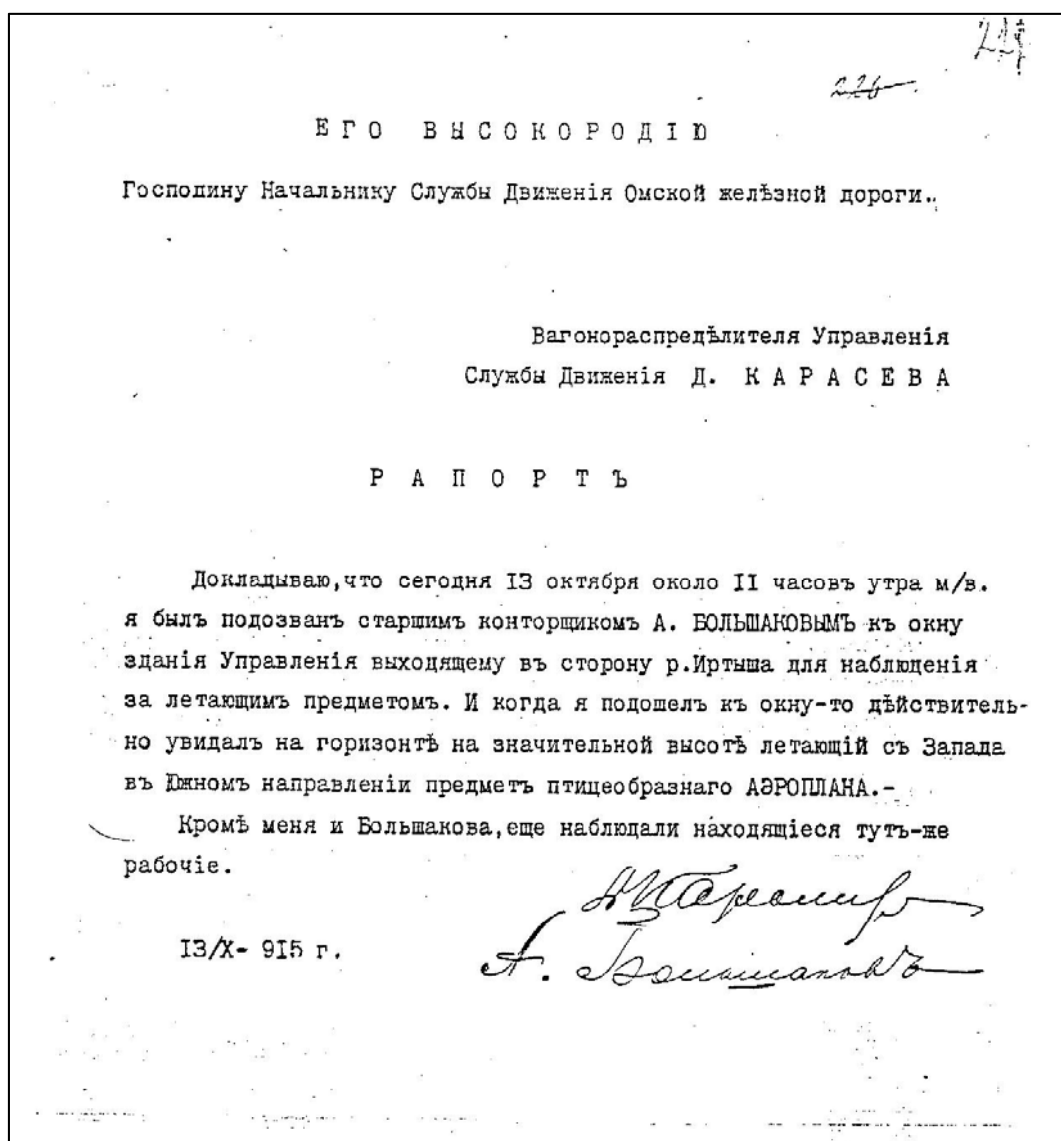 226
ЕГО ВЫСОКОРОДІЮ
Господину Начальнику Службы Движенія Омской желѣзной дороги.
Вагонораспредѣлителя Управленія
Службы Движенія Д. КАРАСЕВА
РАПОРТЪ
Докладываю,что сегодня 13 октября около 11 часовъ утра м/в.
я былъ подозванъ старшимъ конторщикомъ А. БОЛЬШАКОВЫМЪ къ окну
зданія Управленія выходящему въ сторону р.Иртыша для наблюденія
за летающимъ предметомъ. И когда я подошелъ къ окну-то дѣйствитель-
но увидалъ на горизонтѣ на значительной высотѣ летающій съ Запада
въ Южномъ направленіи предметъ птицеобразнаго АЭРОПЛАНА.-
Кромѣ меня и Большакова,еще наблюдали находящіеся тутъ-же
рабочіе.
13/X- 915 г.
А. Большаковъ